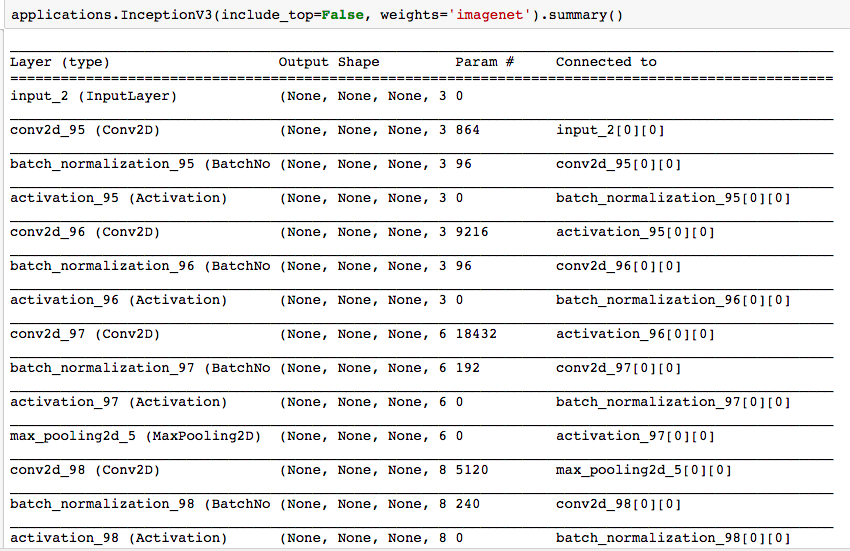 applications.InceptionV3(include_top=False, weights='imagenet').summary()
Layer (type) Output Shape Param # Connected to
input_2 (InputLayer) (None, None, None, 3 0
conv2d_95 (Conv2D) (None, None, None, 3 864 input_2[0][0]
batch_normalization_95 (BatchNo (None, None, None, 3 96 conv2d_95[0][0]
activation_95 (Activation) (None, None, None, 3 0 batch_normalization_95[0][0]
conv2d_96 (Conv2D) (None, None, None, 3 9216 activation_95[0][0]
batch_normalization_96 (BatchNo (None, None, None, 3 96 conv2d_96[0][0]
activation_96 (Activation) (None, None, None, 3 0 batch_normalization_96[0][0]
conv2d_97 (Conv2D) (None, None, None, 6 18432 activation_96[0][0]
batch_normalization_97 (BatchNo (None, None, None, 6 192 conv2d_97[0][0]
activation_97 (Activation) (None, None, None, 6 0 batch_normalization_97[0][0]
max_pooling2d_5 (MaxPooling2D) (None, None, None, 6 0 activation_97[0][0]
conv2d_98 (Conv2D) (None, None, None, 8 5120 max_pooling2d_5[0][0]
batch_normalization_98 (BatchNo (None, None, None, 8 240 conv2d_98[0][0]
activation_98 (Activation) (None, None, None, 8 0 batch_normalization_98[0][0]